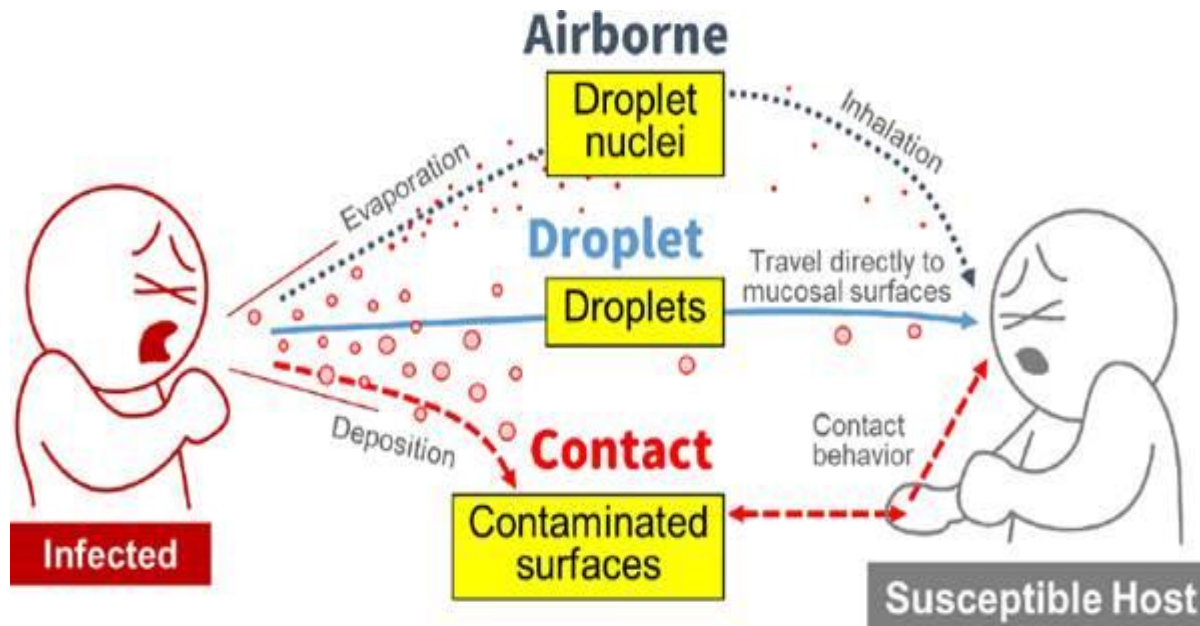 Airborne
Droplet
nuclei
Evaporation
Inhalation
Droplet
Droplets
Travel directly to
mucosal surfaces
Deposition
Contact
Contaminated
surfaces
Contact
behavior
Infected
Susceptible Host